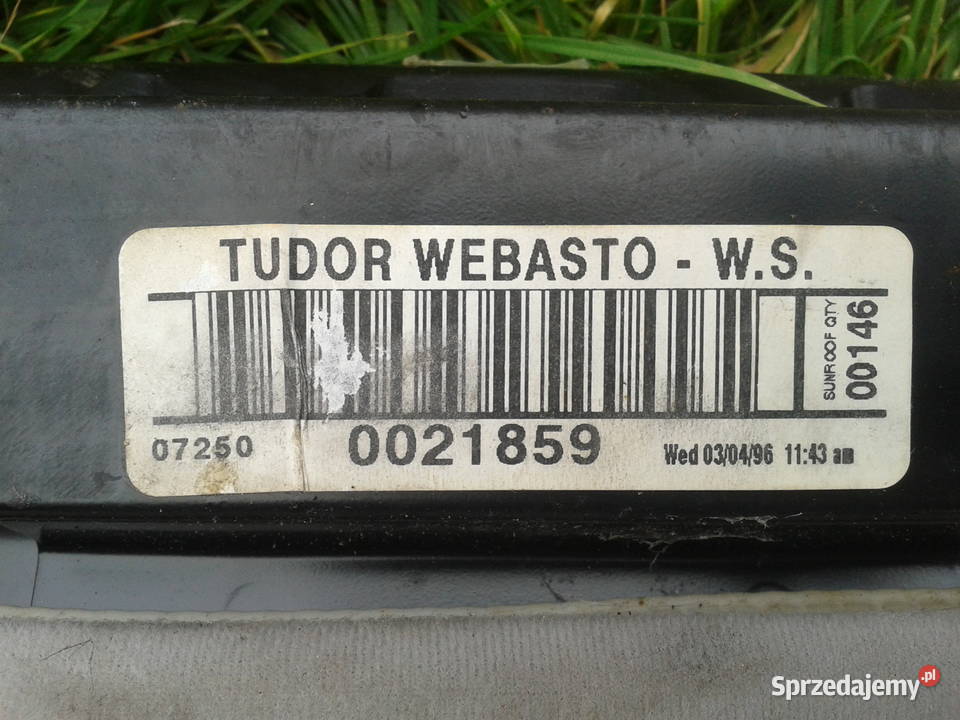 TUDOR WEBASTO - W.S.
SUNROOF QTY
00146
07250
0021859
Wed 03/04/96 11:43 am
Sprzedajemy.pl